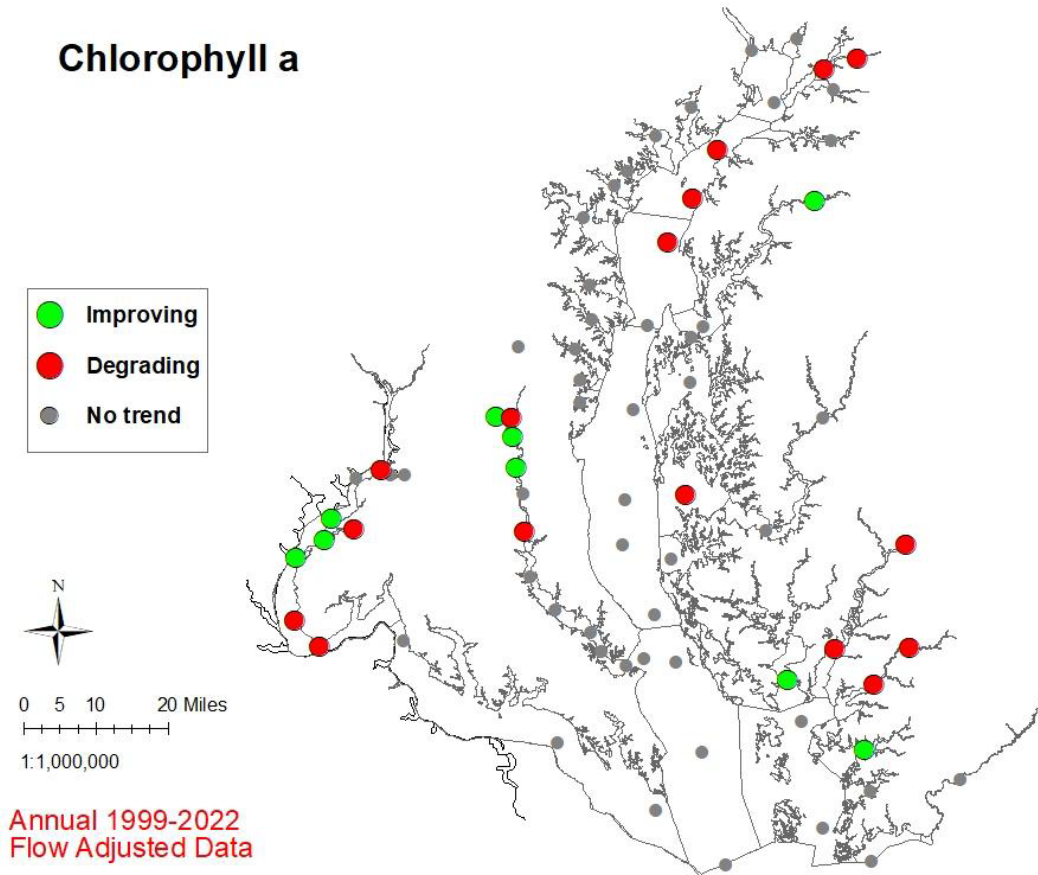 Chlorophyll a
Improving
Degrading
No trend
N
0 5 10 20 Miles
1:1,000,000
Annual 1999-2022
Flow Adjusted Data